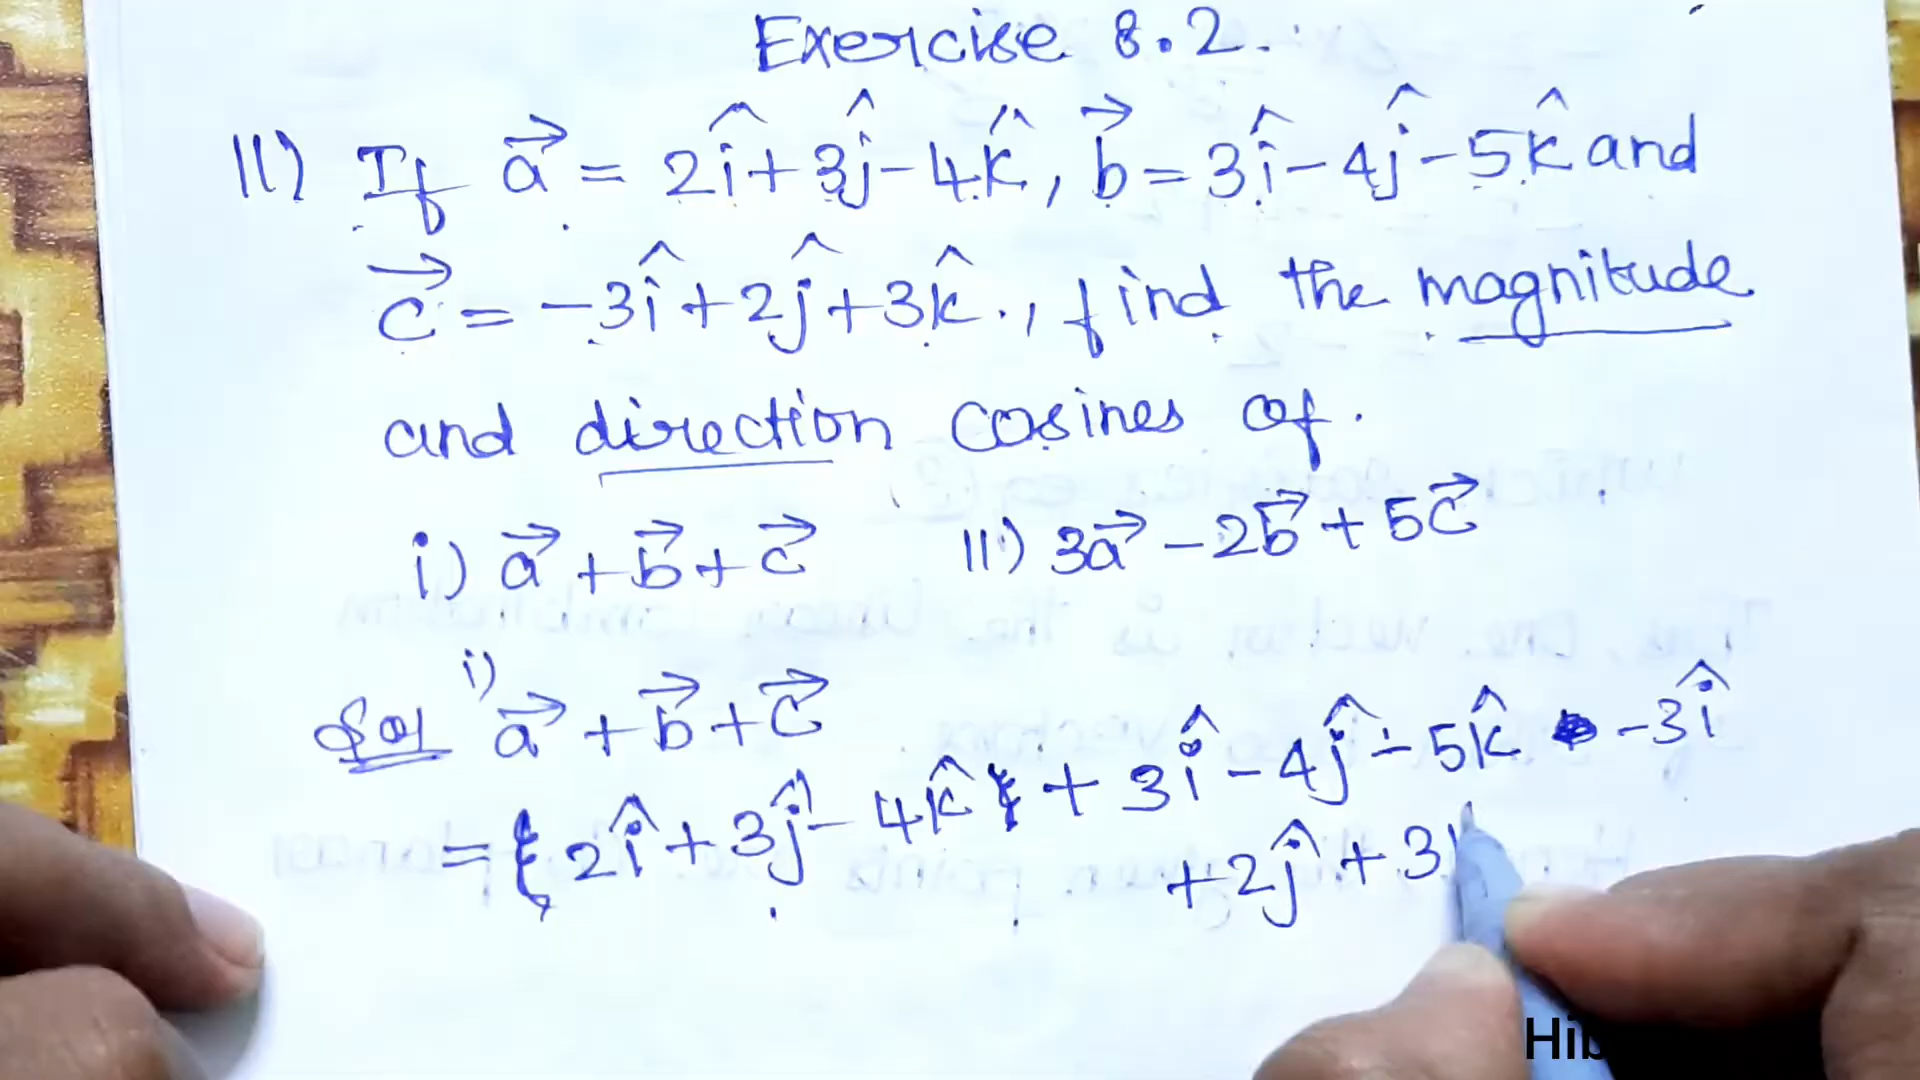 Exercise 8.2.
11) If a⃗ = 2î + 3ĵ - 4k̂, b⃗ = 3î - 4ĵ - 5k̂ and
c⃗ = -3î + 2ĵ + 3k̂., find the magnitude
and direction cosines of.
i) a⃗ + b⃗ + c⃗ 11) 3a⃗ - 2b⃗ + 5c⃗
Sol i) a⃗ + b⃗ + c⃗
= { 2î + 3ĵ - 4k̂ } + 3î - 4ĵ - 5k̂ - 3î
+ 2ĵ + 3